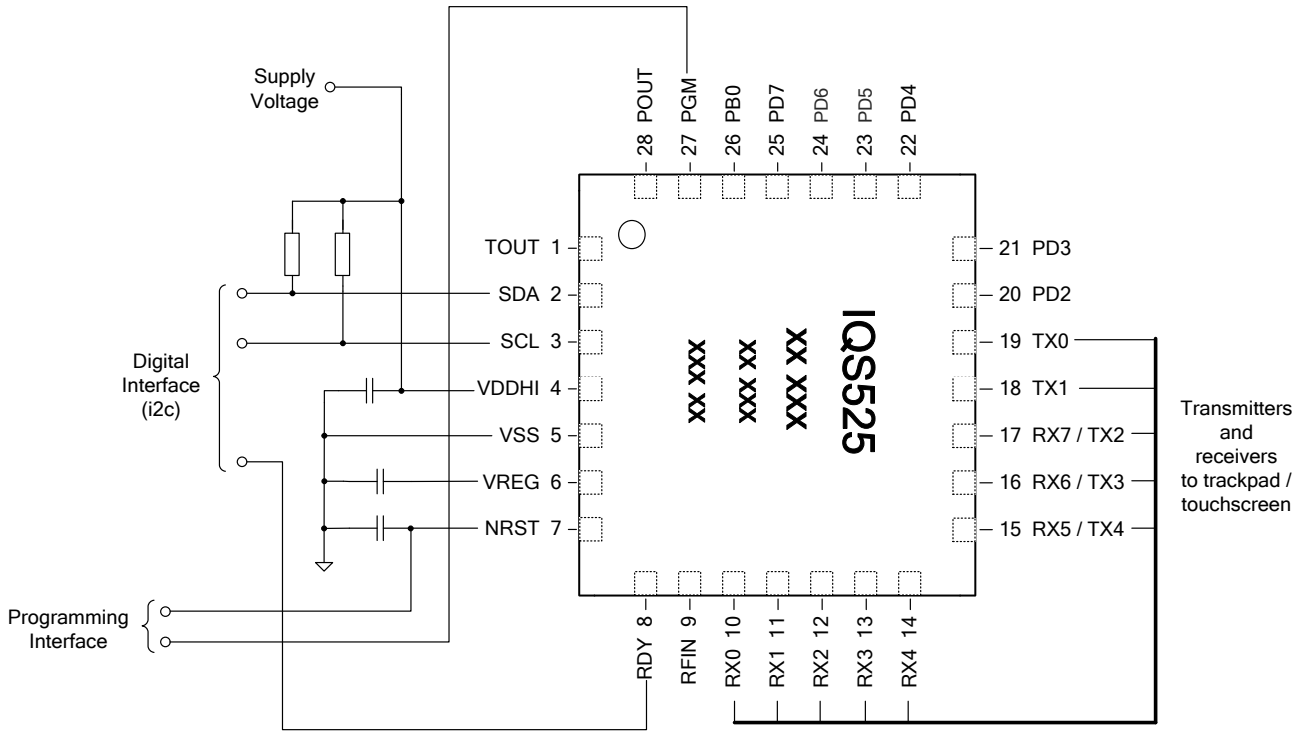 Supply
Voltage
28 POUT
27 PGM
26 PB0
25 PD7
24 PD6
23 PD5
22 PD4
TOUT 1
SDA 2
SCL 3
VDDHI 4
VSS 5
VREG 6
NRST 7
Digital
Interface
(i2c)
Programming
Interface
IQS525
XX XXX
XXX XX
XXX XX
XX XXX
21 PD3
20 PD2
19 TX0
18 TX1
17 RX7 / TX2
16 RX6 / TX3
15 RX5 / TX4
Transmitters
and
receivers
to trackpad /
touchscreen
RDY 8
RFIN 9
RX0 10
RX1 11
RX2 12
RX3 13
RX4 14